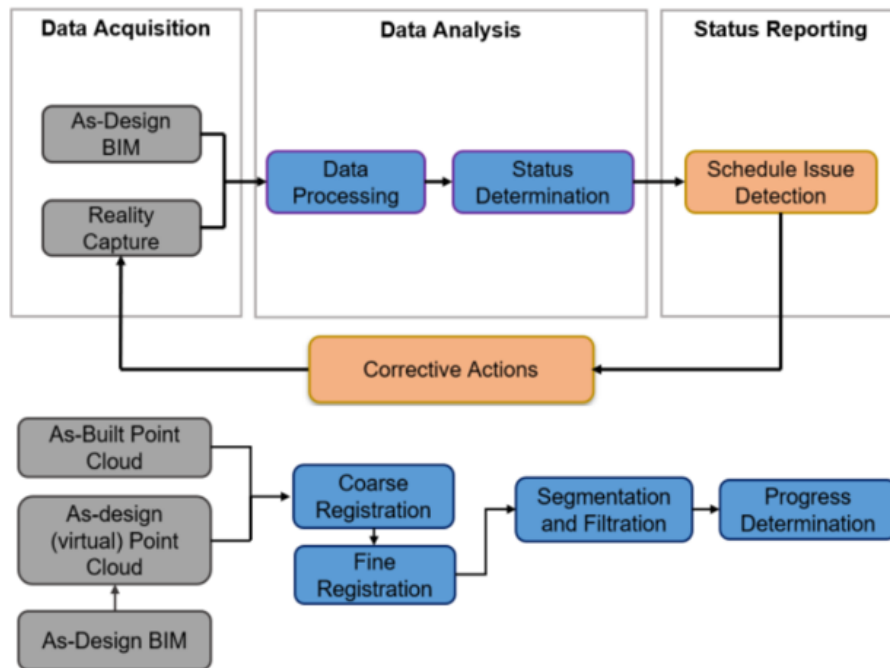 Data Acquisition
Data Analysis
Status Reporting
As-Design
BIM
Reality
Capture
Data
Processing
Status
Determination
Schedule Issue
Detection
Corrective Actions
As-Built Point
Cloud
As-design
(virtual) Point
Cloud
As-Design BIM
Coarse
Registration
Fine
Registration
Segmentation
and Filtration
Progress
Determination